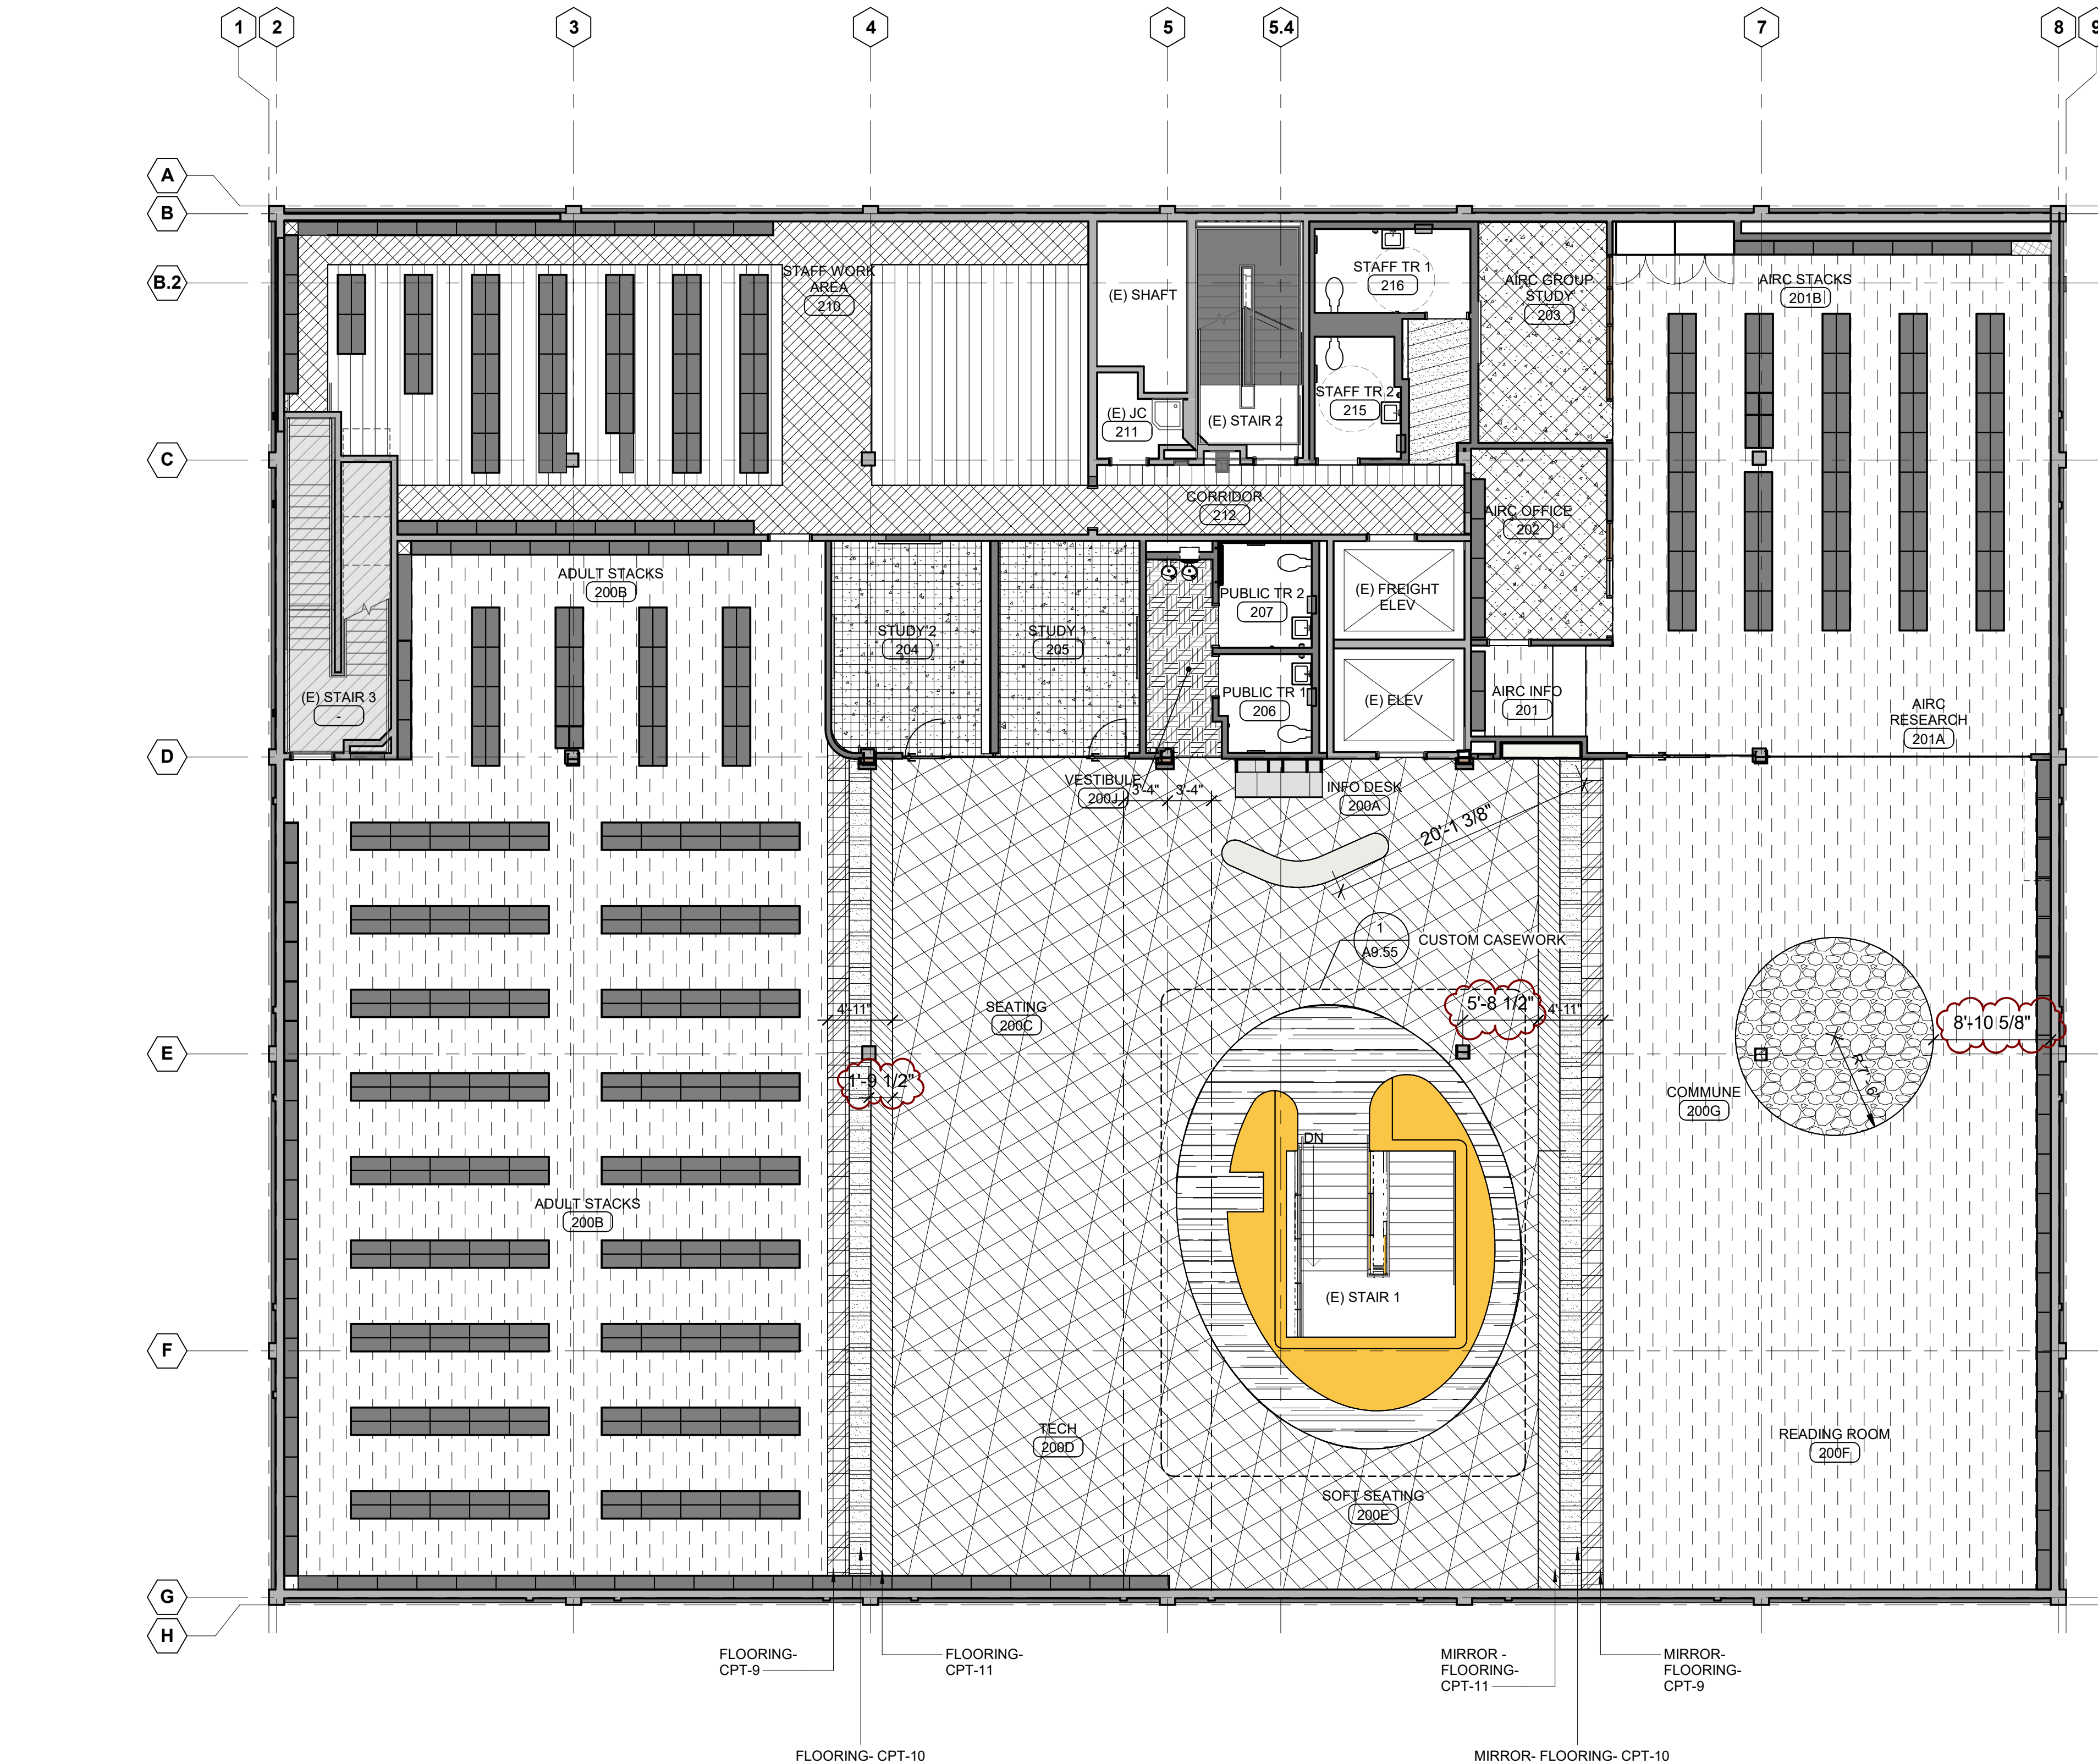 1
2
3
4
5
5.4
7
8
9
A
B
B.2
C
D
E
F
G
H
STAFF WORK
AREA
210
(E) SHAFT
STAFF TR 1
216
AIRC GROUP
STUDY
203
AIRC STACKS
201B
(E) JC
211
(E) STAIR 2
STAFF TR 2
215
CORRIDOR
212
AIRC OFFICE
202
ADULT STACKS
200B
STUDY 2
204
STUDY 1
205
PUBLIC TR 2
207
(E) FREIGHT
ELEV
(E) STAIR 3
-
PUBLIC TR 1
206
(E) ELEV
AIRC INFO
201
AIRC
RESEARCH
201A
VESTIBULE
200J
3'-4"
3'-4"
INFO DESK
200A
20'-1 3/8"
1
A9.55
CUSTOM CASEWORK
SEATING
200C
4'-11"
5'-8 1/2"
4'-11"
8'-10 5/8"
1'-9 1/2"
R7'-6"
COMMUNE
200G
DN
ADULT STACKS
200B
(E) STAIR 1
TECH
200D
READING ROOM
200F
SOFT SEATING
200E
FLOORING-
CPT-9
FLOORING-
CPT-11
MIRROR -
FLOORING-
CPT-11
MIRROR-
FLOORING-
CPT-9
FLOORING- CPT-10
MIRROR- FLOORING- CPT-10